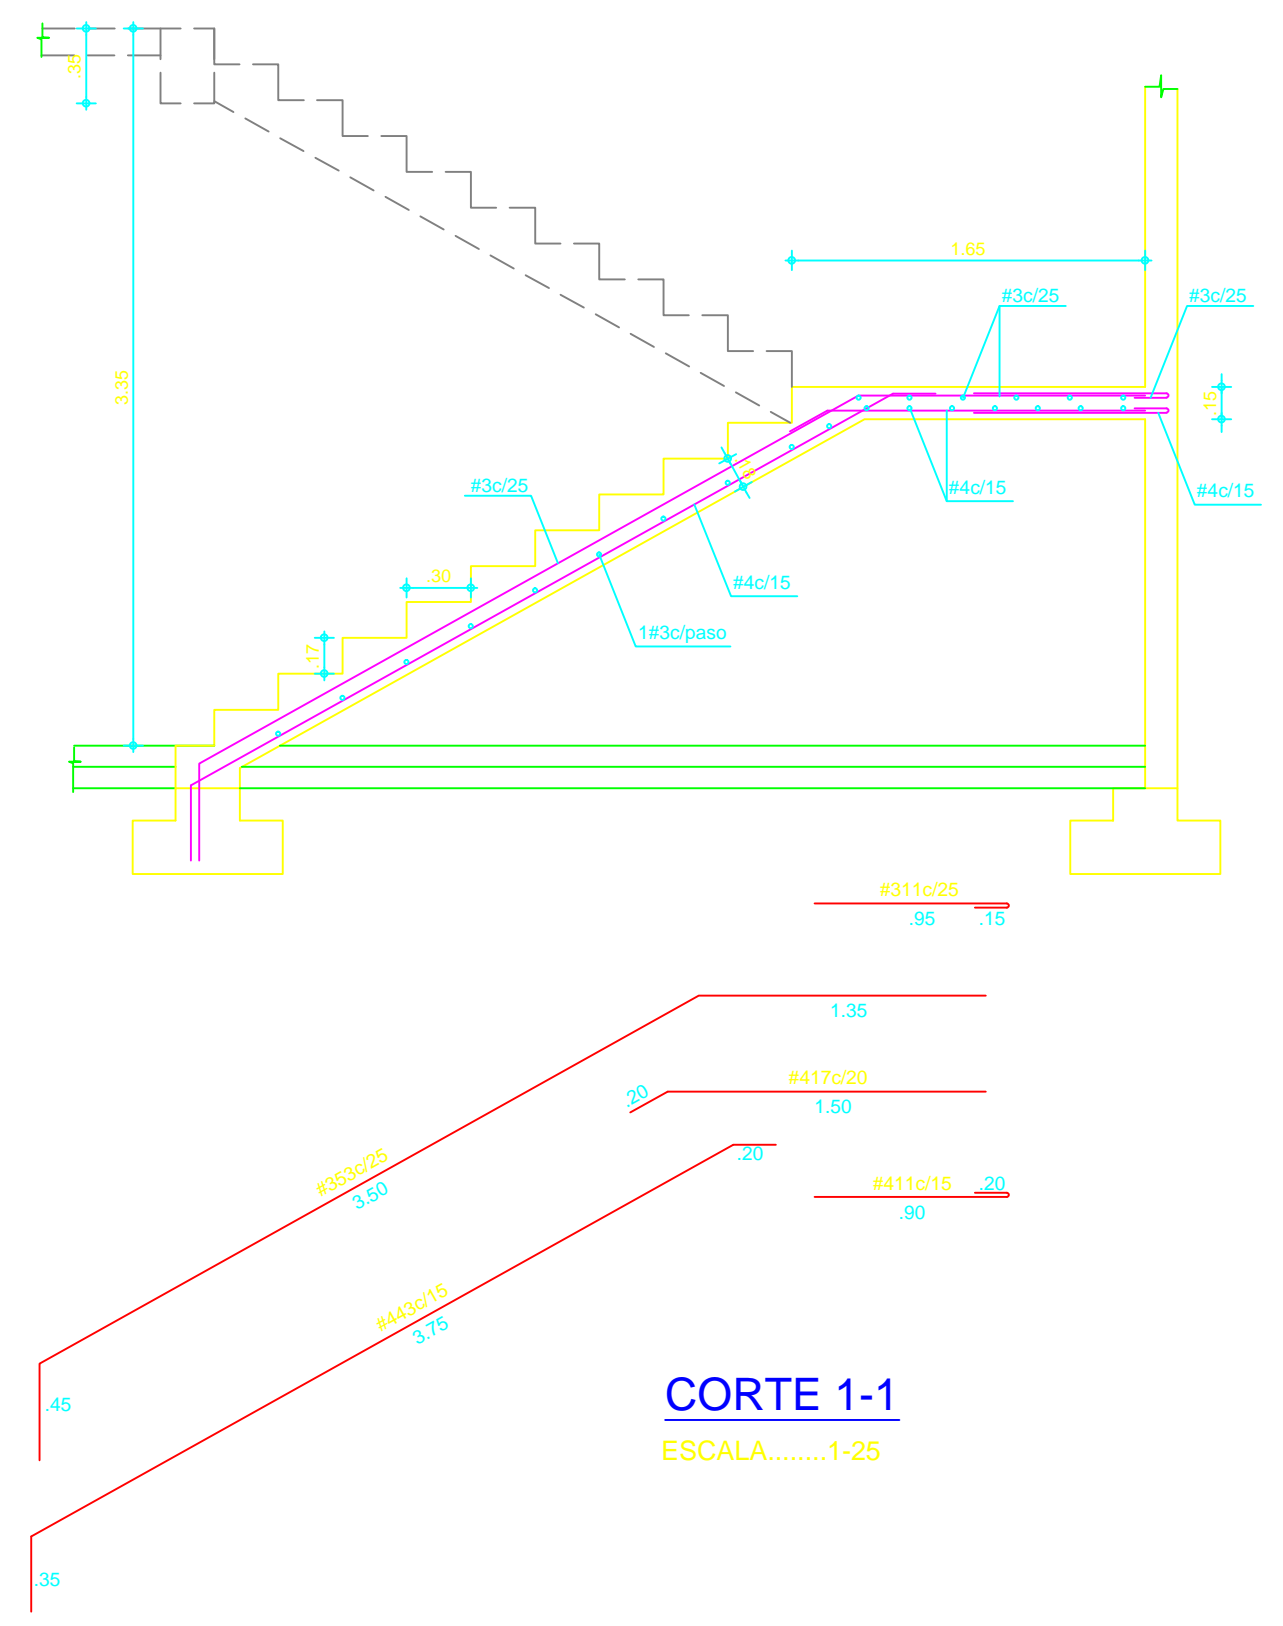 .35
1.65
#3c/25
#3c/25
3.35
.15
#3c/25
#4c/15
#4c/15
.30
#4c/15
1#3c/paso
.17
#311c/25
.95
.15
1.35
#417c/20
.20
1.50
#353c/25
3.50
.20
#411c/15
.20
.90
#443c/15
3.75
.45
CORTE 1-1
ESCALA........1-25
.35